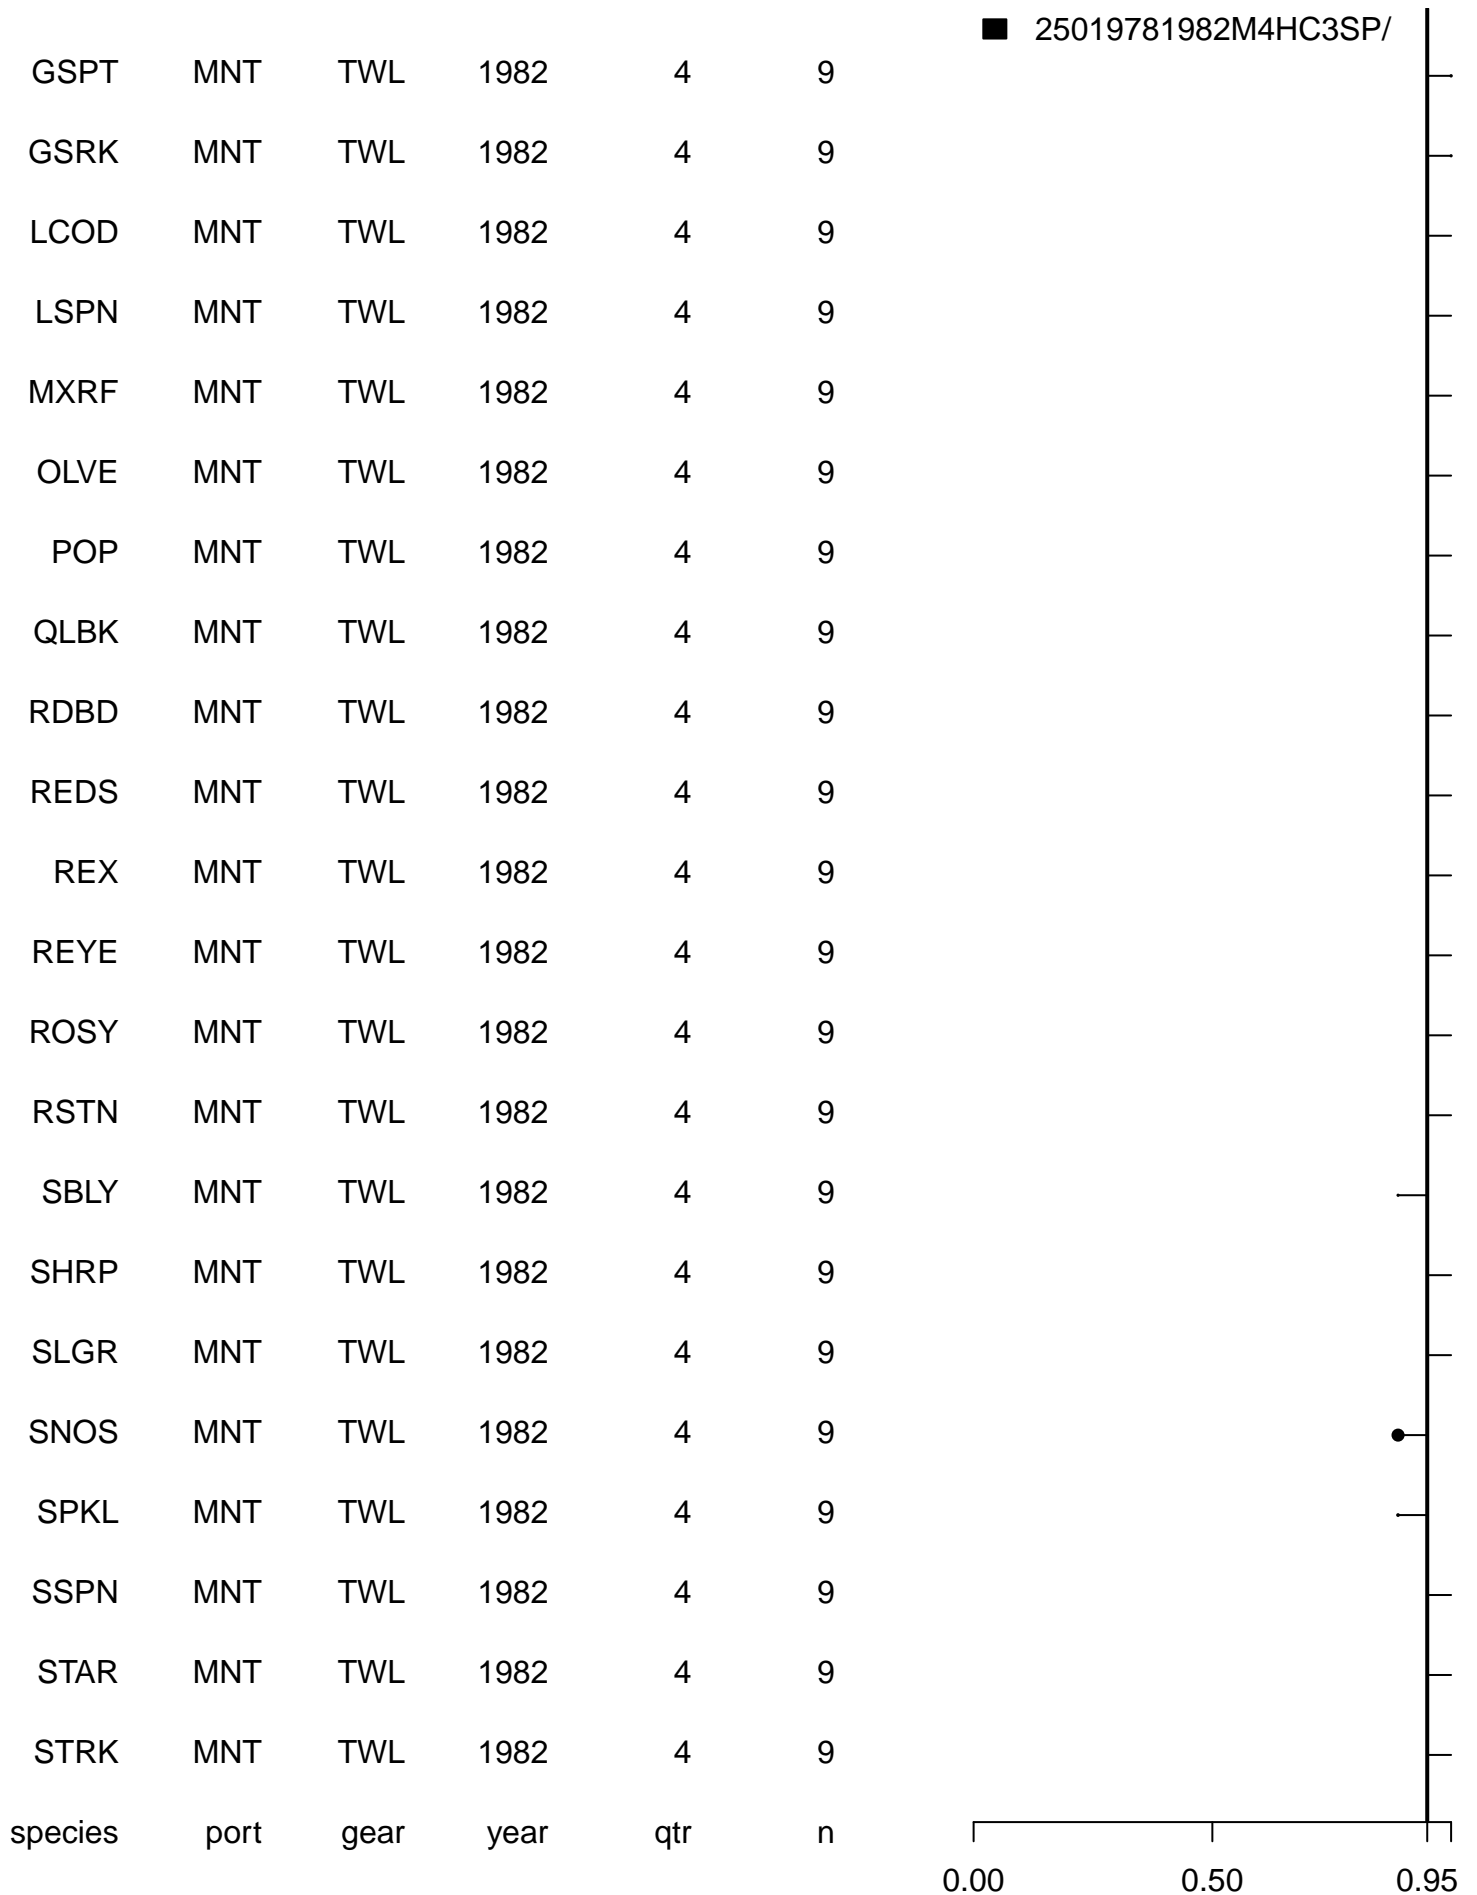 25019781982M4HC3SP/
GSPT MNT TWL 1982 4 9
GSRK MNT TWL 1982 4 9
LCOD MNT TWL 1982 4 9
LSPN MNT TWL 1982 4 9
MXRF MNT TWL 1982 4 9
OLVE MNT TWL 1982 4 9
POP MNT TWL 1982 4 9
QLBK MNT TWL 1982 4 9
RDBD MNT TWL 1982 4 9
REDS MNT TWL 1982 4 9
REX MNT TWL 1982 4 9
REYE MNT TWL 1982 4 9
ROSY MNT TWL 1982 4 9
RSTN MNT TWL 1982 4 9
SBLY MNT TWL 1982 4 9
SHRP MNT TWL 1982 4 9
SLGR MNT TWL 1982 4 9
SNOS MNT TWL 1982 4 9
SPKL MNT TWL 1982 4 9
SSPN MNT TWL 1982 4 9
STAR MNT TWL 1982 4 9
STRK MNT TWL 1982 4 9
species port gear year qtr n
0.00 0.50 0.95